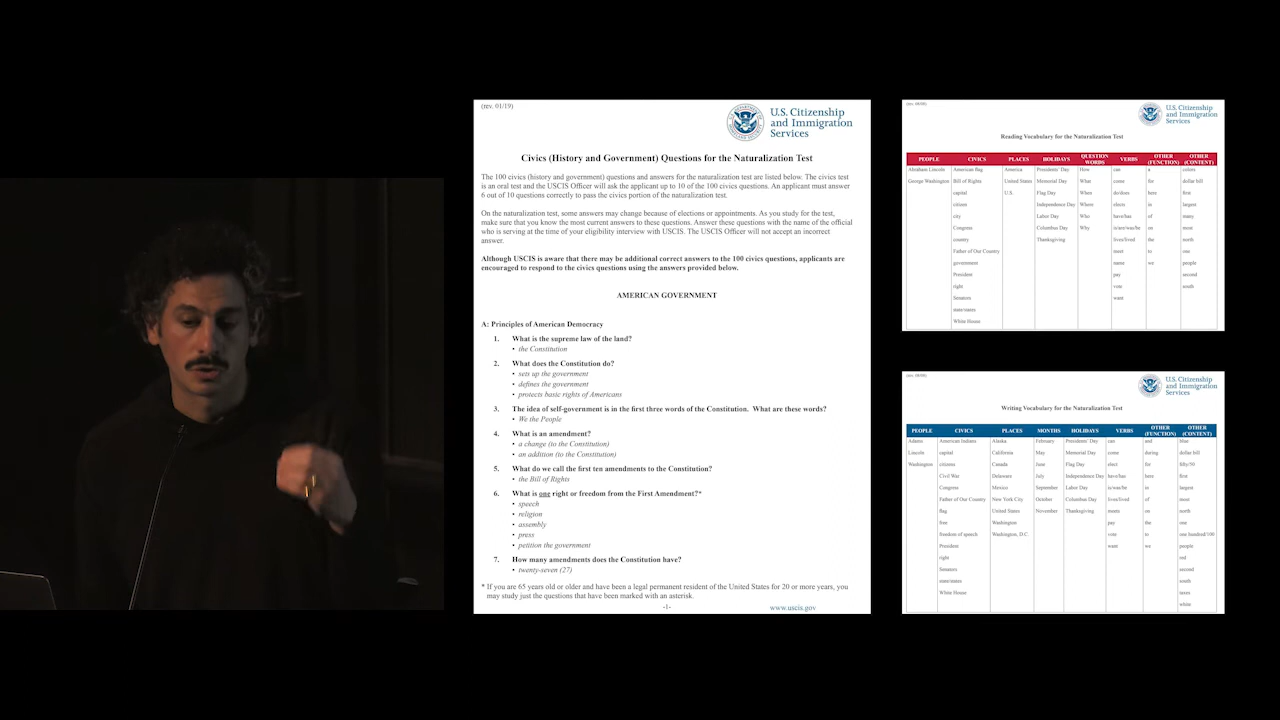 (rev. 01/19)
U.S. Citizenship
and Immigration
Services
Civics (History and Government) Questions for the Naturalization Test
The 100 civics (history and government) questions and answers for the naturalization test are listed below. The civics test
is an oral test and the USCIS Officer will ask the applicant up to 10 of the 100 civics questions. An applicant must answer
6 out of 10 questions correctly to pass the civics portion of the naturalization test.
On the naturalization test, some answers may change because of elections or appointments. As you study for the test,
make sure that you know the most current answers to these questions. Answer these questions with the name of the official
who is serving at the time of your eligibility interview with USCIS. The USCIS Officer will not accept an incorrect
answer.
Although USCIS is aware that there may be additional correct answers to the 100 civics questions, applicants are
encouraged to respond to the civics questions using the answers provided below.
AMERICAN GOVERNMENT
A: Principles of American Democracy
1. What is the supreme law of the land?
• the Constitution
2. What does the Constitution do?
• sets up the government
• defines the government
• protects basic rights of Americans
3. The idea of self-government is in the first three words of the Constitution. What are these words?
• We the People
4. What is an amendment?
• a change (to the Constitution)
• an addition (to the Constitution)
5. What do we call the first ten amendments to the Constitution?
• the Bill of Rights
6. What is one right or freedom from the First Amendment?*
• speech
• religion
• assembly
• press
• petition the government
7. How many amendments does the Constitution have?
• twenty-seven (27)
* If you are 65 years old or older and have been a legal permanent resident of the United States for 20 or more years, you
may study just the questions that have been marked with an asterisk.
-1- www.uscis.gov
U.S. Citizenship
and Immigration
Services
Reading Vocabulary for the Naturalization Test
PEOPLE CIVICS PLACES HOLIDAYS QUESTION WORDS VERBS OTHER (FUNCTION) OTHER (CONTENT)
Abraham Lincoln American flag America Presidents' Day How can a colors
George Washington Bill of Rights United States Memorial Day What come for dollar bill
capital U.S. Flag Day When do/does here first
citizen Independence Day Where elects in largest
city Labor Day Who have/has of many
Congress Columbus Day Why is/are/was/be on most
country Thanksgiving lives/lived the north
Father of Our Country meet to one
government name we people
President pay second
right vote south
Senators want
state/states
White House
U.S. Citizenship
and Immigration
Services
Writing Vocabulary for the Naturalization Test
PEOPLE CIVICS PLACES MONTHS HOLIDAYS VERBS OTHER (FUNCTION) OTHER (CONTENT)
Adams American Indians Alaska February Presidents' Day can and blue
Lincoln capital California May Memorial Day come during dollar bill
Washington citizens Canada June Flag Day elect for fifty/50
Civil War Delaware July Independence Day have/has here first
Congress Mexico September Labor Day is/was/be in largest
Father of Our Country New York City October Columbus Day lives/lived of most
flag United States November Thanksgiving meets on north
free Washington pay the one
freedom of speech Washington, D.C. vote to one hundred/100
President want we people
right red
Senators second
state/states south
White House taxes
white